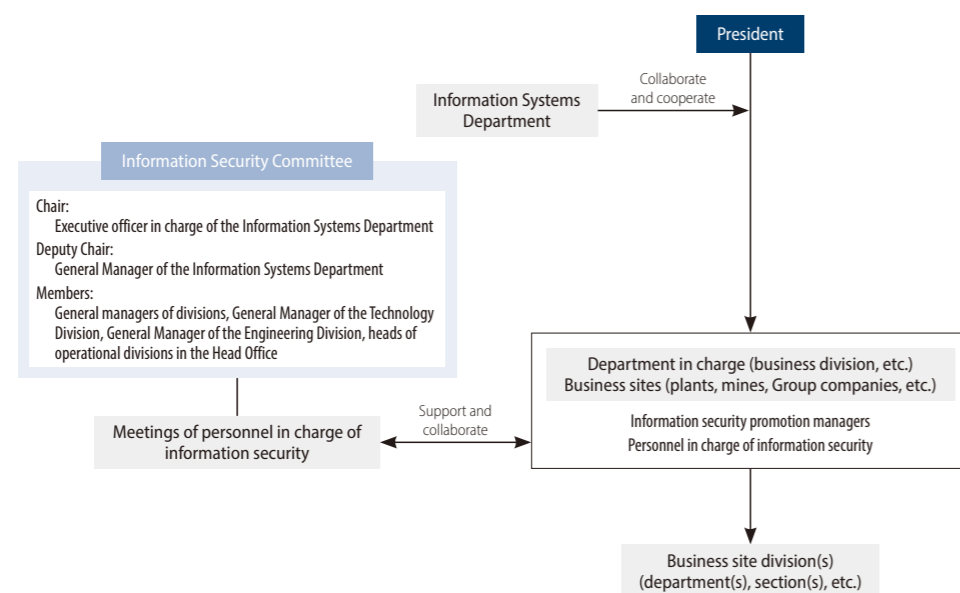 President
Collaborate
and cooperate
Information Systems
Department
Information Security Committee
Chair:
Executive officer in charge of the Information Systems Department
Deputy Chair:
General Manager of the Information Systems Department
Members:
General managers of divisions, General Manager of the Technology
Division, General Manager of the Engineering Division, heads of
operational divisions in the Head Office
Department in charge (business division, etc.)
Business sites (plants, mines, Group companies, etc.)
Information security promotion managers
Personnel in charge of information security
Support and
collaborate
Meetings of personnel in charge of
information security
Business site division(s)
(department(s), section(s), etc.)